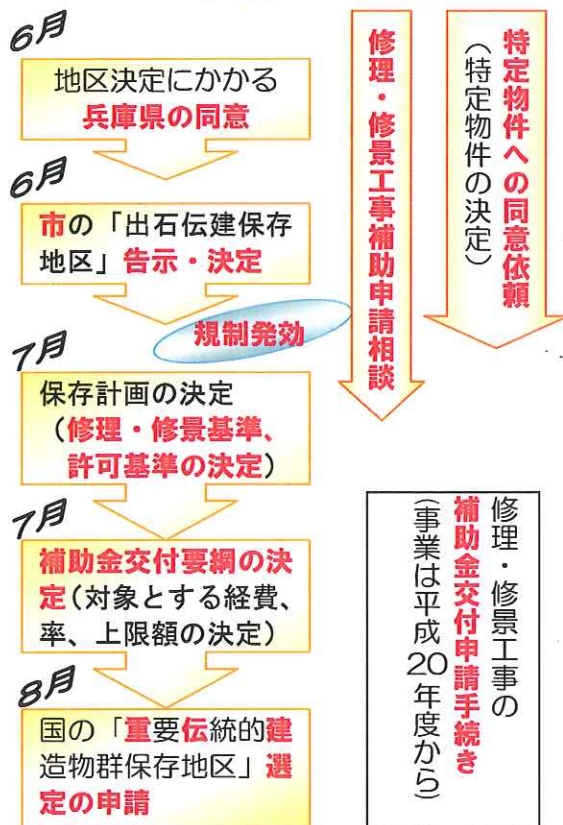 6月
地区決定にかかる
兵庫県の同意
6月
市の「出石伝建保存
地区」告示・決定
規制発効
7月
保存計画の決定
(修理・修景基準、
許可基準の決定)
7月
補助金交付要綱の決
定(対象とする経費、
率、上限額の決定)
8月
国の「重要伝統的建
造物群保存地区」選
定の申請
特定物件への同意依頼
(特定物件の決定)
修理・修景工事補助申請相談
修理・修景工事の
補助金交付申請手続き
(事業は平成20年度から)